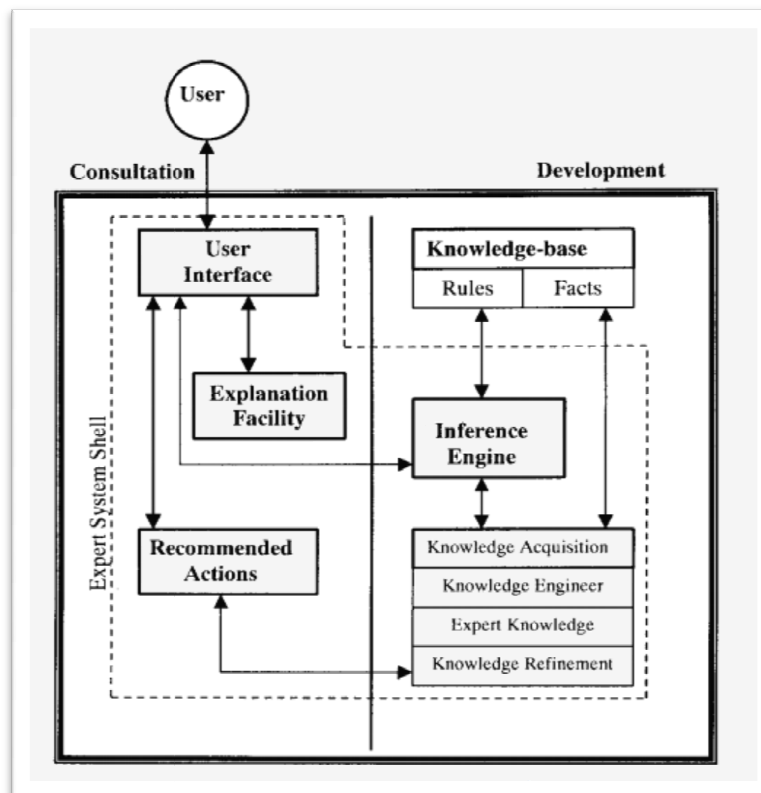 User
Consultation
Development
User
Interface
Knowledge-base
Rules
Facts
Explanation
Facility
Inference
Engine
Expert System Shell
Recommended
Actions
Knowledge Acquisition
Knowledge Engineer
Expert Knowledge
Knowledge Refinement